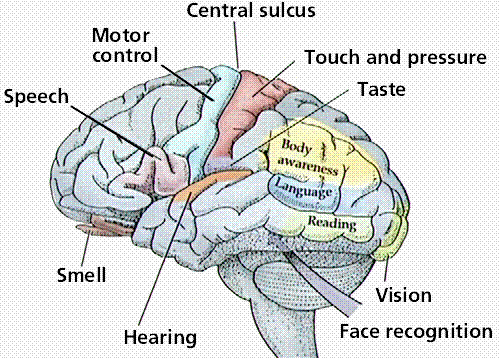 Central sulcus
Motor
control
Touch and pressure
Speech
Taste
Body
awareness
Language
Reading
Smell
Vision
Hearing
Face recognition